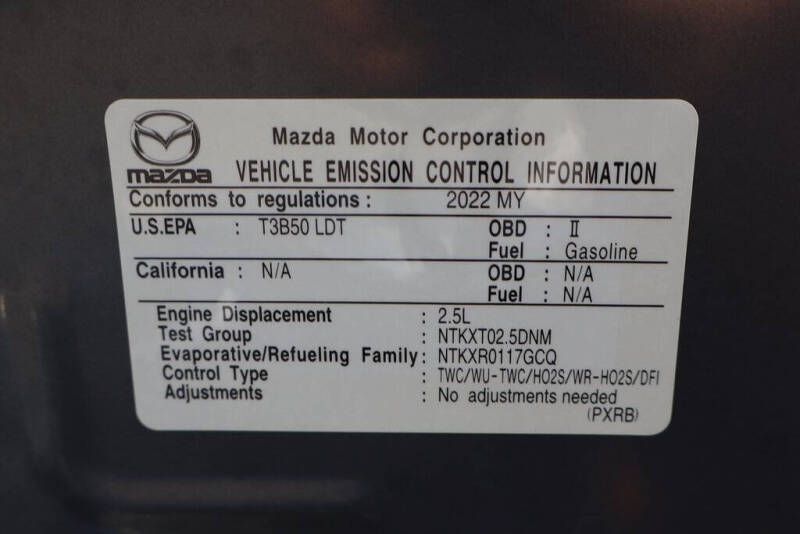 Mazda Motor Corporation
mazda VEHICLE EMISSION CONTROL INFORMATION
Conforms to regulations : 2022 MY
U.S.EPA : T3B50 LDT OBD : II
Fuel : Gasoline
California : N/A OBD : N/A
Fuel : N/A
Engine Displacement : 2.5L
Test Group : NTKXT02.5DNM
Evaporative/Refueling Family : NTKXR0117GCQ
Control Type : TWC/WU-TWC/HO2S/WR-HO2S/DFI
Adjustments : No adjustments needed
(PXRB)